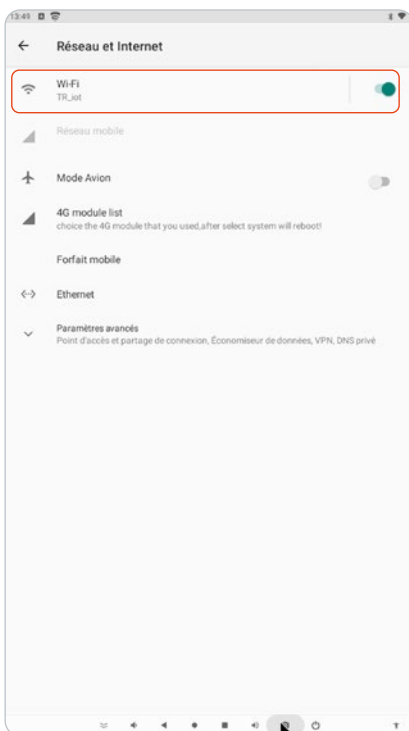 13:49
Réseau et Internet
Wi-Fi
TR_iot
Réseau mobile
Mode Avion
4G module list
choice the 4G module that you used,after select system will reboot!
Forfait mobile
Ethernet
Paramètres avancés
Point d'accès et partage de connexion, Économiseur de données, VPN, DNS privé